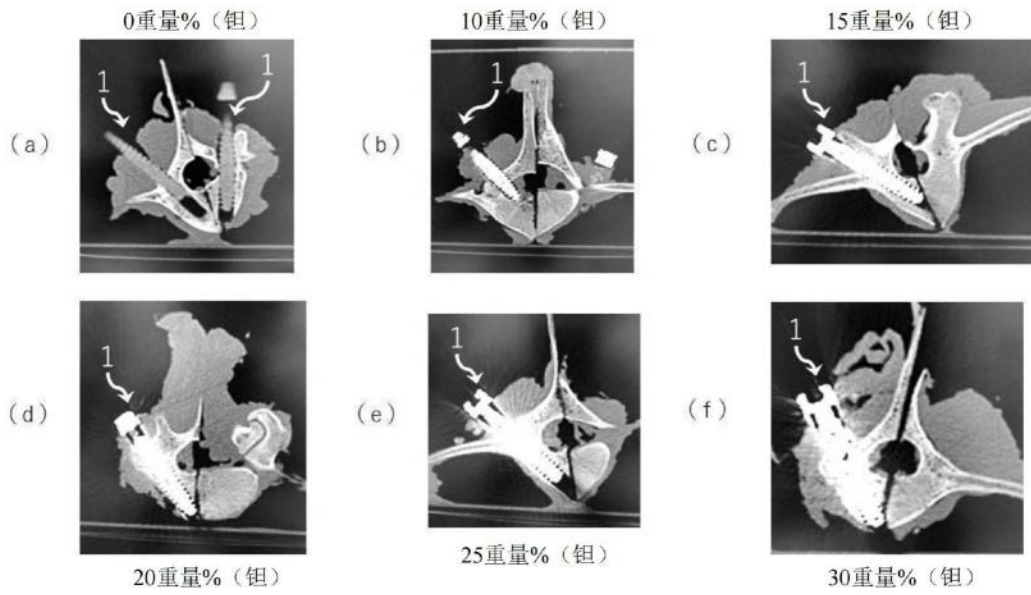 0重量%（钽）
10重量%（钽）
15重量%（钽）
1
1
（a）
1
（b）
1
（c）
1
（d）
1
（e）
1
（f）
20重量%（钽）
25重量%（钽）
30重量%（钽）